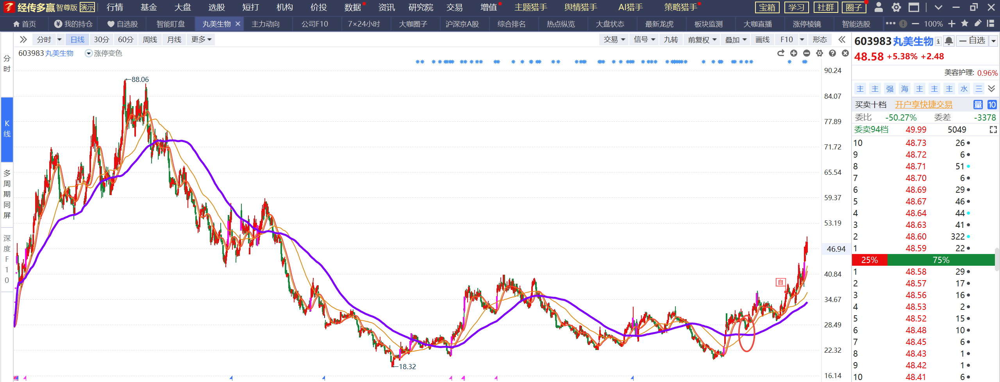 经传多赢 智尊版 演示 行情 基金 大盘 选股 短打 机构 价投 数据 资讯 研究院 交易 增值 主题猎手 舆情猎手 AI猎手 策略猎手 宝箱 学习 社群 圈子
首页 我的持仓 自选股 智能盯盘 丸美生物 主力动向 公司F10 7×24小时 大咖圈子 沪深京A股 综合排名 热点纵览 大盘状态 最新龙虎 板块监测 大咖直播 涨停棱镜 智能选股 100%
分时 日线 30分 60分 周线 月线 更多 交易 信号 九转 前复权 叠加 画线 F10 形态
603983 丸美生物 涨停变色
分时
K线
多周期同屏
深度F10
←88.06
←18.32
自
90.24
84.07
77.89
71.72
65.54
59.37
53.19
46.94
40.84
34.67
28.49
22.32
16.14
603983 丸美生物 自选
48.58 +5.38% +2.48
美容护理: 0.96%
主 主 强 海 主 主 主 水 三
买卖十档 开户享快捷交易 量 10
委比 -50.27% 委差 -3378
委卖94档 49.99 5049
10 48.73 26
9 48.72 6
8 48.71 51
7 48.70 6
6 48.69 29
5 48.67 46
4 48.64 44
3 48.63 41
2 48.60 322
1 48.59 22
25% 75%
1 48.58 29
2 48.57 17
3 48.56 16
4 48.53 2
5 48.52 15
6 48.48 10
7 48.45 6
8 48.43 1
9 48.42 1
10 48.41 6